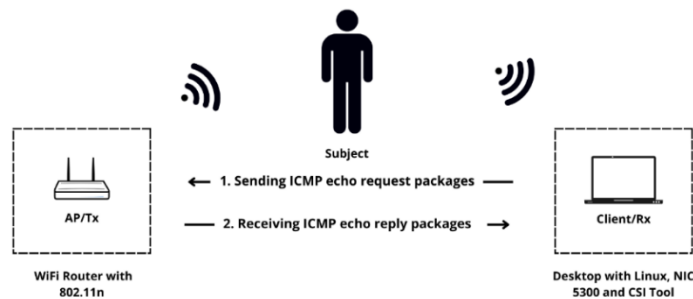 Subject
1. Sending ICMP echo request packages
AP/Tx
Client/Rx
2. Receiving ICMP echo reply packages
WiFi Router with
802.11n
Desktop with Linux, NIC
5300 and CSI Tool